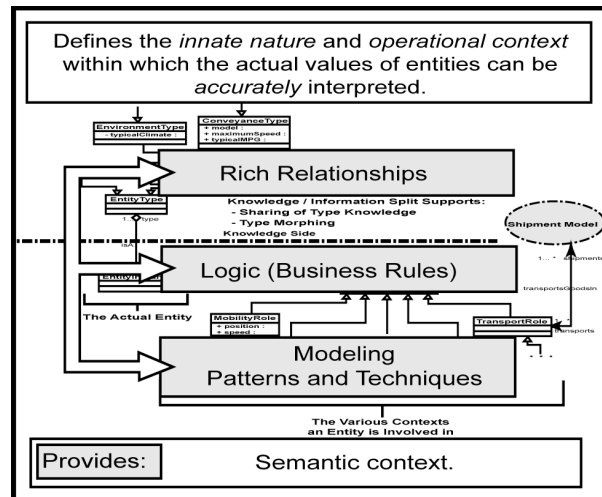 Defines the innate nature and operational context
within which the actual values of entities can be
accurately interpreted.
EnvironmentType
- typicalClimate :
ConveyanceType
+ model :
+ maximumSpeed :
+ typicalMPG :
Rich Relationships
EntityType
1... type
Knowledge / Information Split Supports:
- Sharing of Type Knowledge
- Type Morphing
Knowledge Side
Shipment Model
isA
1... * shipments
Logic (Business Rules)
transportsGoodsIn
The Actual Entity
MobilityRole
+ position :
+ speed :
TransportRole
transports
Modeling
Patterns and Techniques
The Various Contexts
an Entity is Involved in
Provides:
Semantic context.